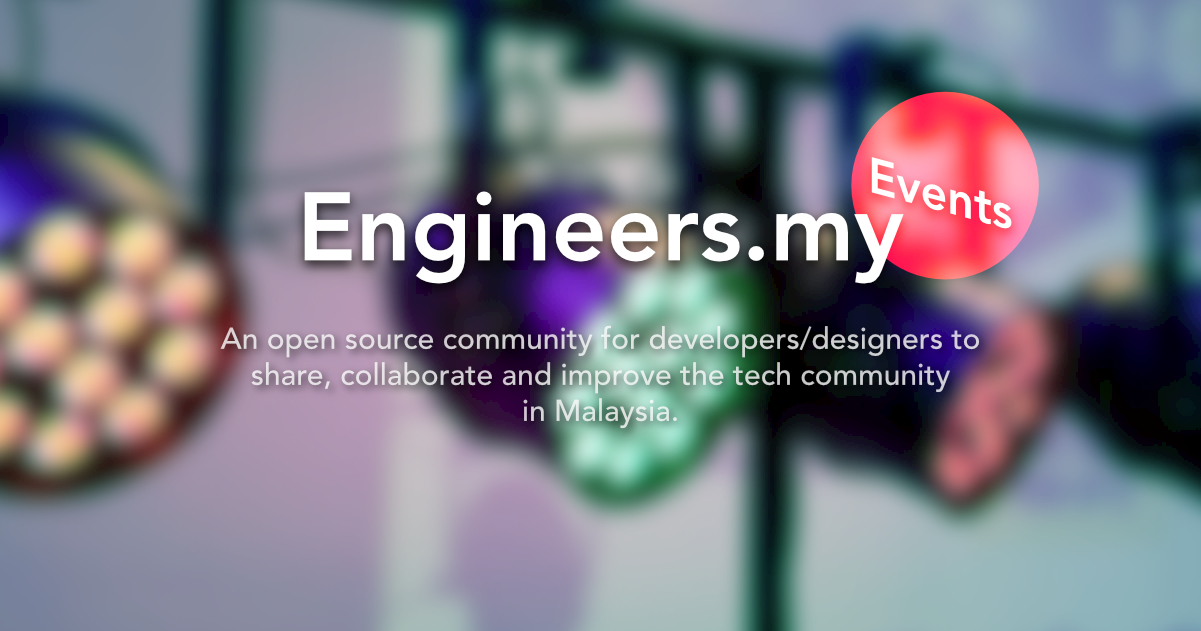 Events
Engineers.my
An open source community for developers/designers to
share, collaborate and improve the tech community
in Malaysia.